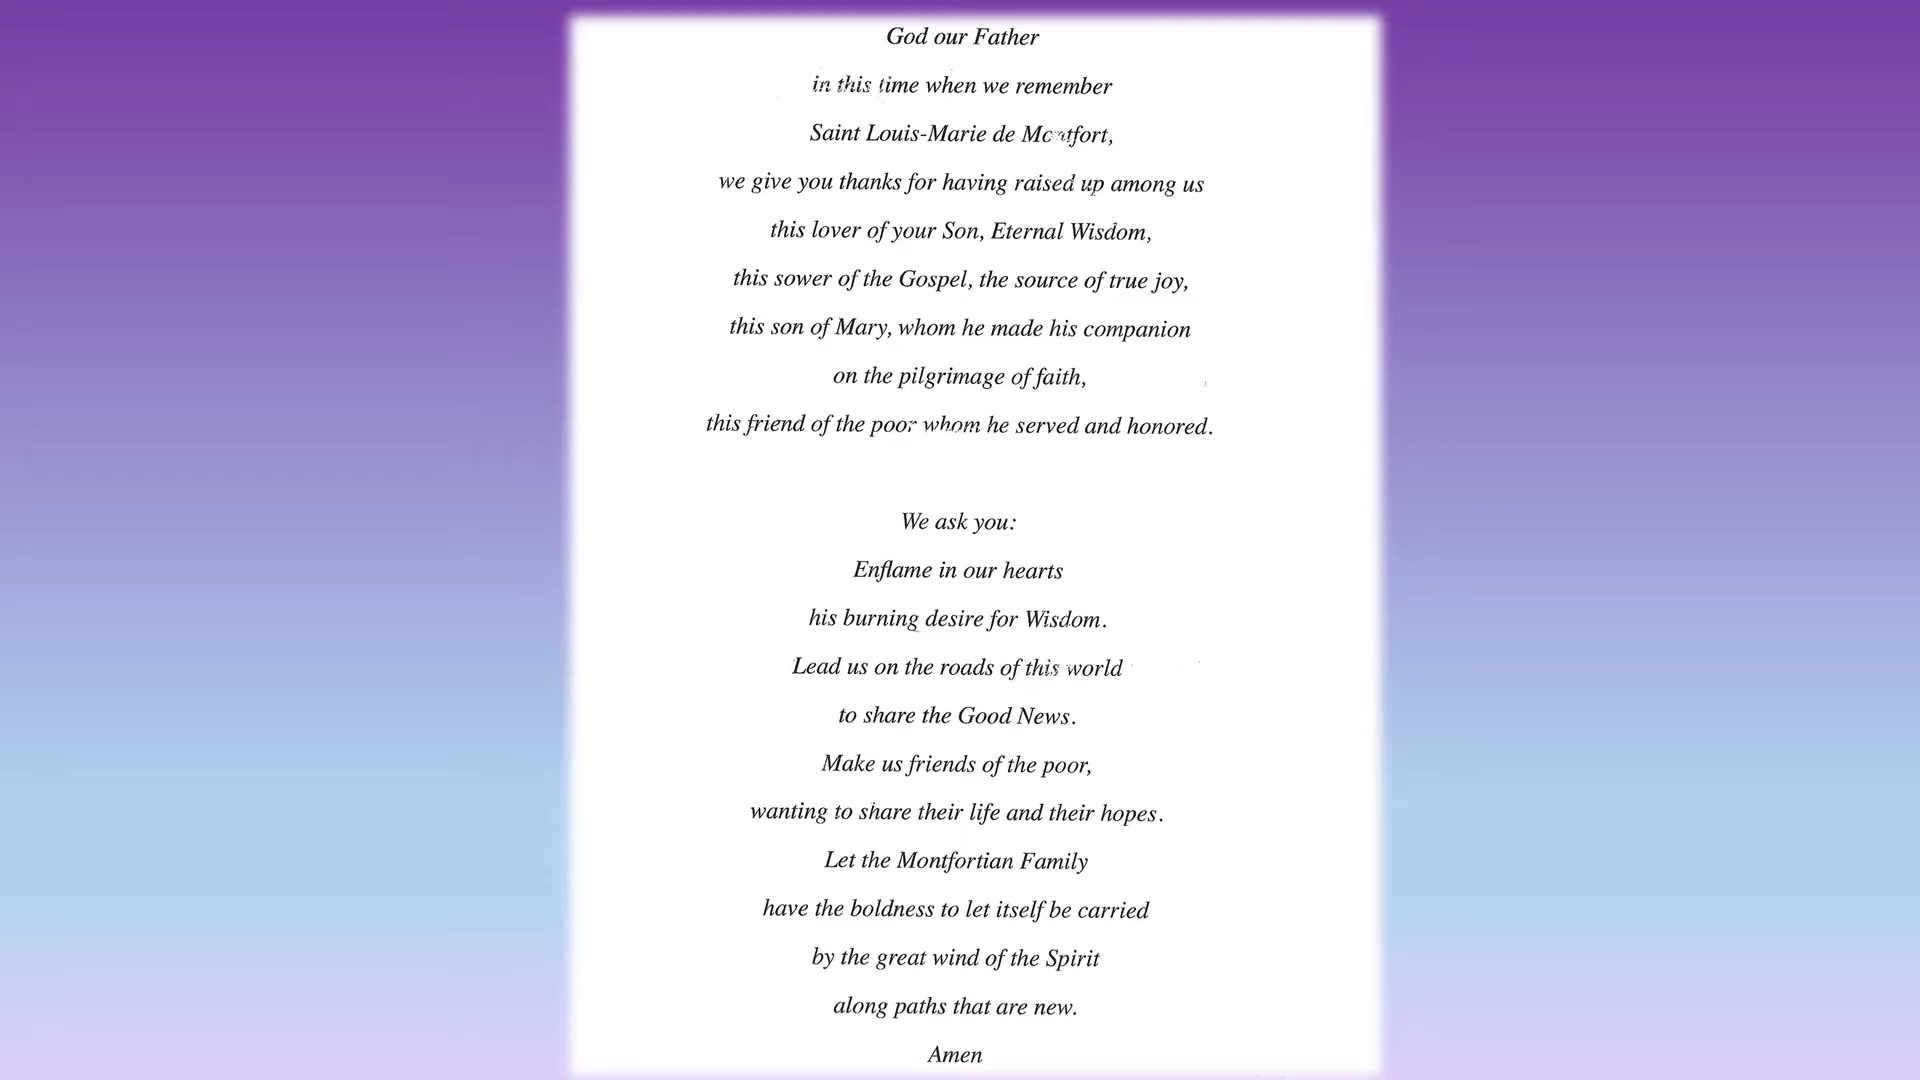 God our Father
in this time when we remember
Saint Louis-Marie de Montfort,
we give you thanks for having raised up among us
this lover of your Son, Eternal Wisdom,
this sower of the Gospel, the source of true joy,
this son of Mary, whom he made his companion
on the pilgrimage of faith,
this friend of the poor whom he served and honored.
We ask you:
Enflame in our hearts
his burning desire for Wisdom.
Lead us on the roads of this world
to share the Good News.
Make us friends of the poor,
wanting to share their life and their hopes.
Let the Montfortian Family
have the boldness to let itself be carried
by the great wind of the Spirit
along paths that are new.
Amen